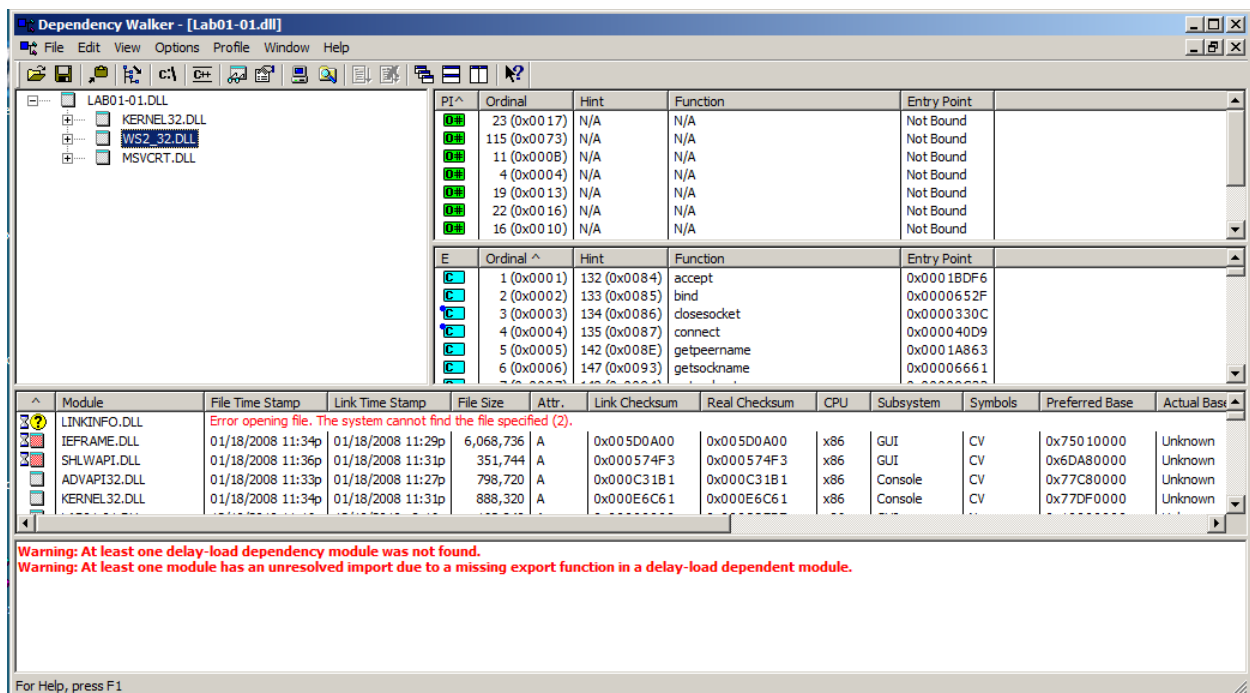 Dependency Walker - [Lab01-01.dll]
File Edit View Options Profile Window Help
C:\ C++
LAB01-01.DLL
KERNEL32.DLL
WS2_32.DLL
MSVCRT.DLL
PI^ Ordinal Hint Function Entry Point
O# 23 (0x0017) N/A N/A Not Bound
O# 115 (0x0073) N/A N/A Not Bound
O# 11 (0x000B) N/A N/A Not Bound
O# 4 (0x0004) N/A N/A Not Bound
O# 19 (0x0013) N/A N/A Not Bound
O# 22 (0x0016) N/A N/A Not Bound
O# 16 (0x0010) N/A N/A Not Bound
E Ordinal ^ Hint Function Entry Point
C 1 (0x0001) 132 (0x0084) accept 0x0001BDF6
C 2 (0x0002) 133 (0x0085) bind 0x0000652F
C 3 (0x0003) 134 (0x0086) closesocket 0x0000330C
C 4 (0x0004) 135 (0x0087) connect 0x000040D9
C 5 (0x0005) 142 (0x008E) getpeername 0x0001A863
C 6 (0x0006) 147 (0x0093) getsockname 0x00006661
^ Module File Time Stamp Link Time Stamp File Size Attr. Link Checksum Real Checksum CPU Subsystem Symbols Preferred Base Actual Base
? LINKINFO.DLL Error opening file. The system cannot find the file specified (2).
IEFRAME.DLL 01/18/2008 11:34p 01/18/2008 11:29p 6,068,736 A 0x005D0A00 0x005D0A00 x86 GUI CV 0x75010000 Unknown
SHLWAPI.DLL 01/18/2008 11:36p 01/18/2008 11:31p 351,744 A 0x000574F3 0x000574F3 x86 GUI CV 0x6DA80000 Unknown
ADVAPI32.DLL 01/18/2008 11:33p 01/18/2008 11:27p 798,720 A 0x000C31B1 0x000C31B1 x86 Console CV 0x77C80000 Unknown
KERNEL32.DLL 01/18/2008 11:34p 01/18/2008 11:31p 888,320 A 0x000E6C61 0x000E6C61 x86 Console CV 0x77DF0000 Unknown
Warning: At least one delay-load dependency module was not found.
Warning: At least one module has an unresolved import due to a missing export function in a delay-load dependent module.
For Help, press F1